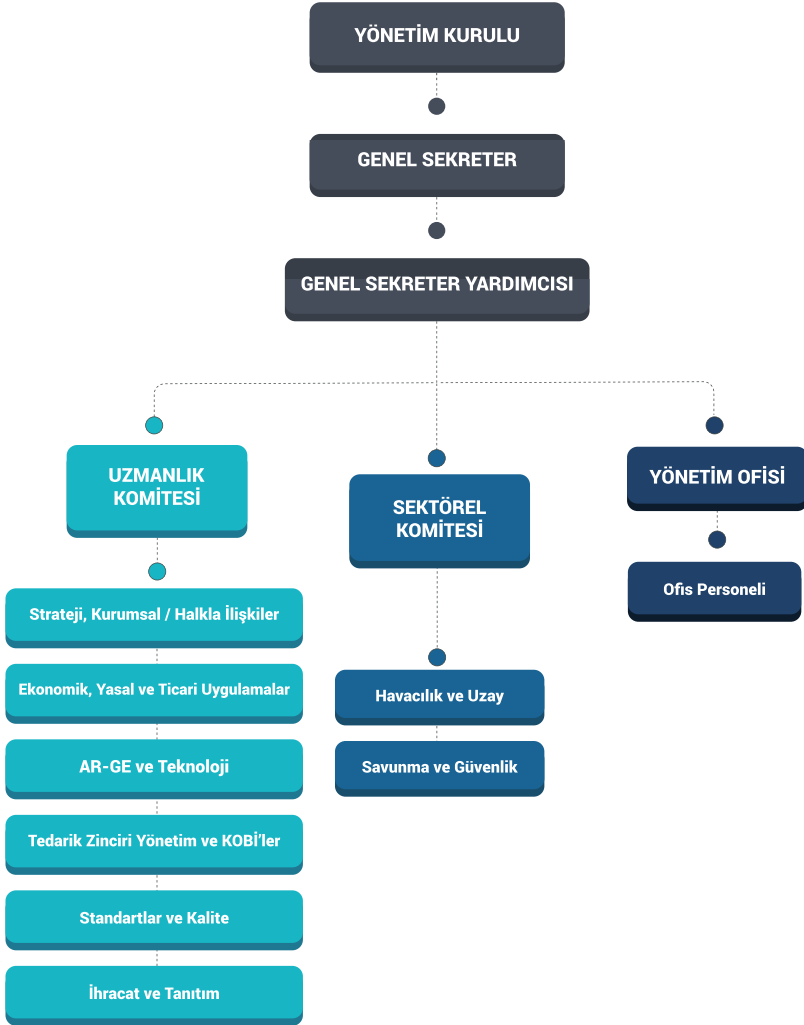 YÖNETİM KURULU
GENEL SEKRETER
GENEL SEKRETER YARDIMCISI
UZMANLIK
KOMİTESİ
Strateji, Kurumsal / Halkla İlişkiler
Ekonomik, Yasal ve Ticari Uygulamalar
AR-GE ve Teknoloji
Tedarik Zinciri Yönetim ve KOBİ’ler
Standartlar ve Kalite
İhracat ve Tanıtım
SEKTÖREL
KOMİTESİ
Havacılık ve Uzay
Savunma ve Güvenlik
YÖNETİM OFİSİ
Ofis Personeli